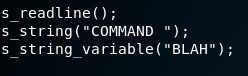 s_readline();
s_string("COMMAND ");
s_string_variable("BLAH");